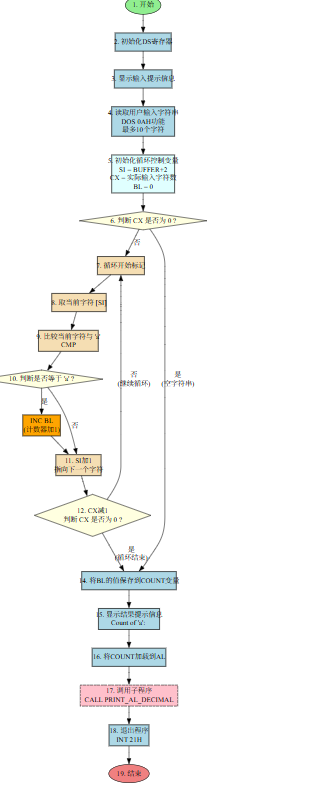 1. 开始
2. 初始化DS寄存器
3. 显示输入提示信息
4. 读取用户输入字符串
DOS 0AH功能
最多10个字符
5. 初始化循环控制变量
SI = BUFFER+2
CX = 实际输入字符数
BL = 0
6. 判断 CX 是否为 0？
否
7. 循环开始标记
8. 取当前字符 [SI]
9. 比较当前字符与 'a'
CMP
否
(继续循环)
是
(空字符串)
10. 判断是否等于 'a'？
是
INC BL
(计数器加1)
否
11. SI加1
指向下一个字符
12. CX减1
判断 CX 是否为 0？
是
(循环结束)
14. 将BL的值保存到COUNT变量
15. 显示结果提示信息
Count of 'a':
16. 将COUNT加载到AL
17. 调用子程序
CALL PRINT_AL_DECIMAL
18. 退出程序
INT 21H
19. 结束